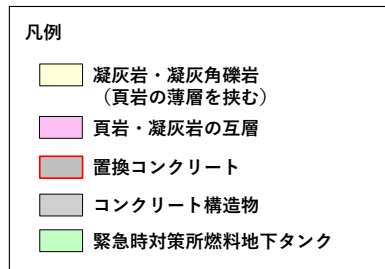 凡例
凝灰岩・凝灰角礫岩
（頁岩の薄層を挟む）
頁岩・凝灰岩の互層
置換コンクリート
コンクリート構造物
緊急時対策所燃料地下タンク